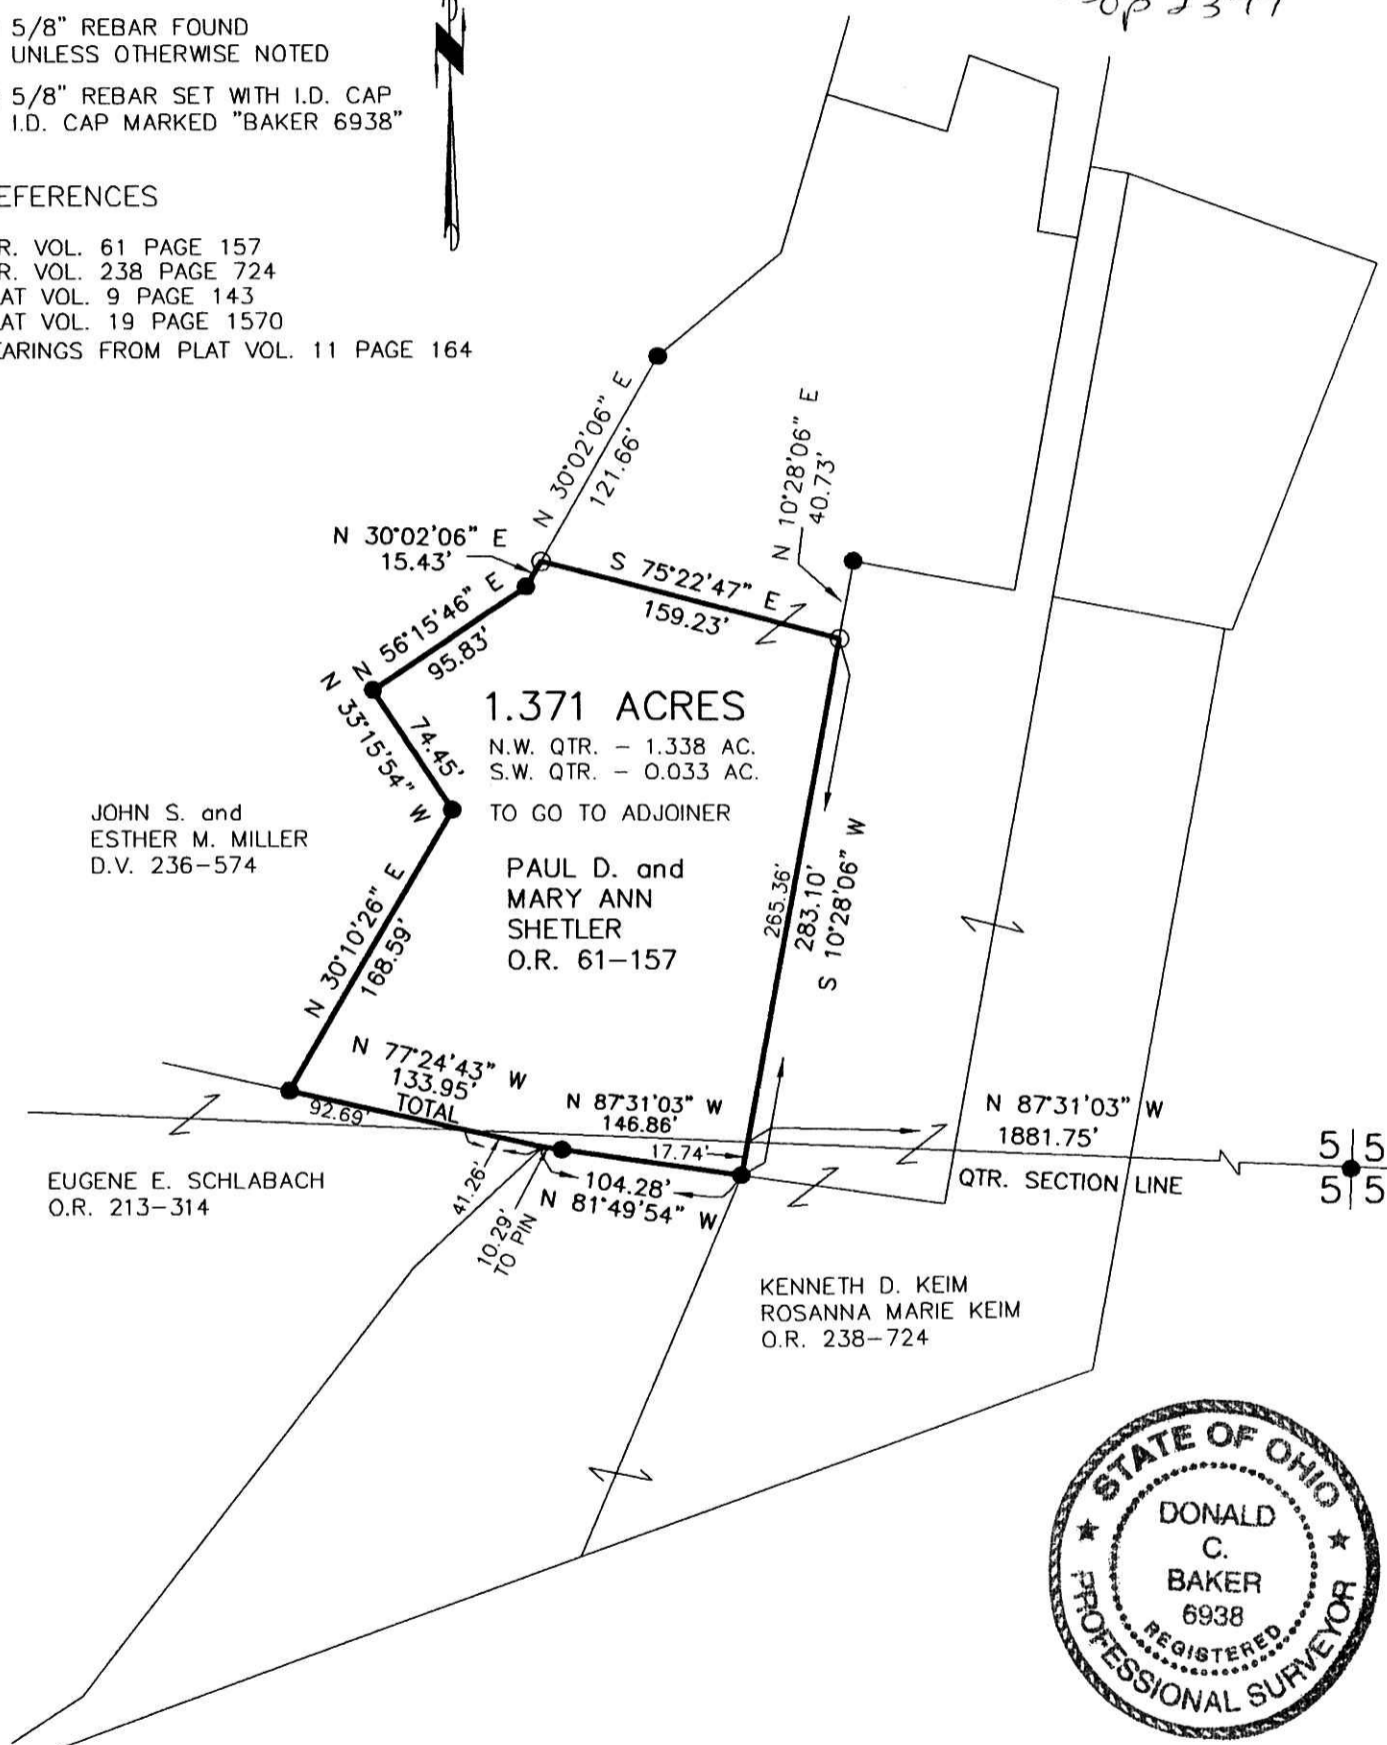 5/8" REBAR FOUND
UNLESS OTHERWISE NOTED
5/8" REBAR SET WITH I.D. CAP
I.D. CAP MARKED "BAKER 6938"
EFERENCES
R. VOL. 61 PAGE 157
R. VOL. 238 PAGE 724
AT VOL. 9 PAGE 143
AT VOL. 19 PAGE 1570
EARINGS FROM PLAT VOL. 11 PAGE 164
N 30°02'06" E
121.66'
N 10°28'06" E
40.73'
N 30°02'06" E
15.43'
S 75°22'47" E
159.23'
N 56°15'46" E
95.83'
N 33°15'54" W
74.45'
1.371 ACRES
N.W. QTR. - 1.338 AC.
S.W. QTR. - 0.033 AC.
TO GO TO ADJOINER
JOHN S. and
ESTHER M. MILLER
D.V. 236-574
PAUL D. and
MARY ANN
SHETLER
O.R. 61-157
265.36'
283.10'
S 10°28'06" W
N 30°10'26" E
168.59'
N 77°24'43" W
133.95'
TOTAL
92.69'
N 87°31'03" W
146.86'
17.74'
N 87°31'03" W
1881.75'
QTR. SECTION LINE
5 5
5 5
EUGENE E. SCHLABACH
O.R. 213-314
41.26'
10.29'
TO PIN
104.28'
N 81°49'54" W
KENNETH D. KEIM
ROSANNA MARIE KEIM
O.R. 238-724
STATE OF OHIO
DONALD
C.
BAKER
6938
REGISTERED
PROFESSIONAL SURVEYOR